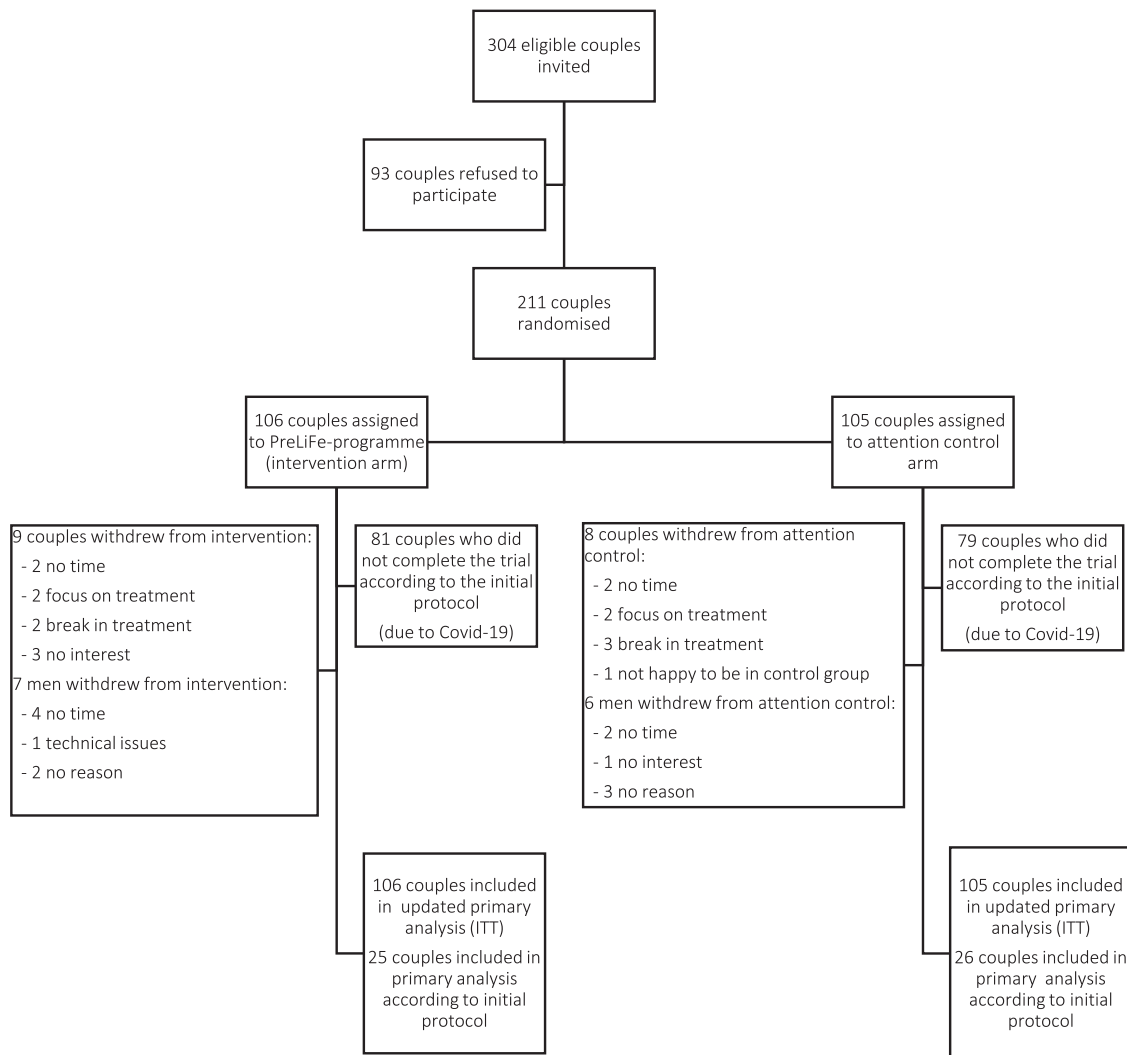 304 eligible couples
invited
93 couples refused to
participate
211 couples
randomised
106 couples assigned
to PreLiFe-programme
(intervention arm)
105 couples assigned
to attention control
arm
9 couples withdrew from intervention:
- 2 no time
- 2 focus on treatment
- 2 break in treatment
- 3 no interest
7 men withdrew from intervention:
- 4 no time
- 1 technical issues
- 2 no reason
81 couples who did
not complete the trial
according to the initial
protocol
(due to Covid-19)
8 couples withdrew from attention
control:
- 2 no time
- 2 focus on treatment
- 3 break in treatment
- 1 not happy to be in control group
6 men withdrew from attention control:
- 2 no time
- 1 no interest
- 3 no reason
79 couples who did
not complete the trial
according to the initial
protocol
(due to Covid-19)
106 couples included
in updated primary
analysis (ITT)
25 couples included in
primary analysis
according to initial
protocol
105 couples included
in updated primary
analysis (ITT)
26 couples included in
primary analysis
according to initial
protocol